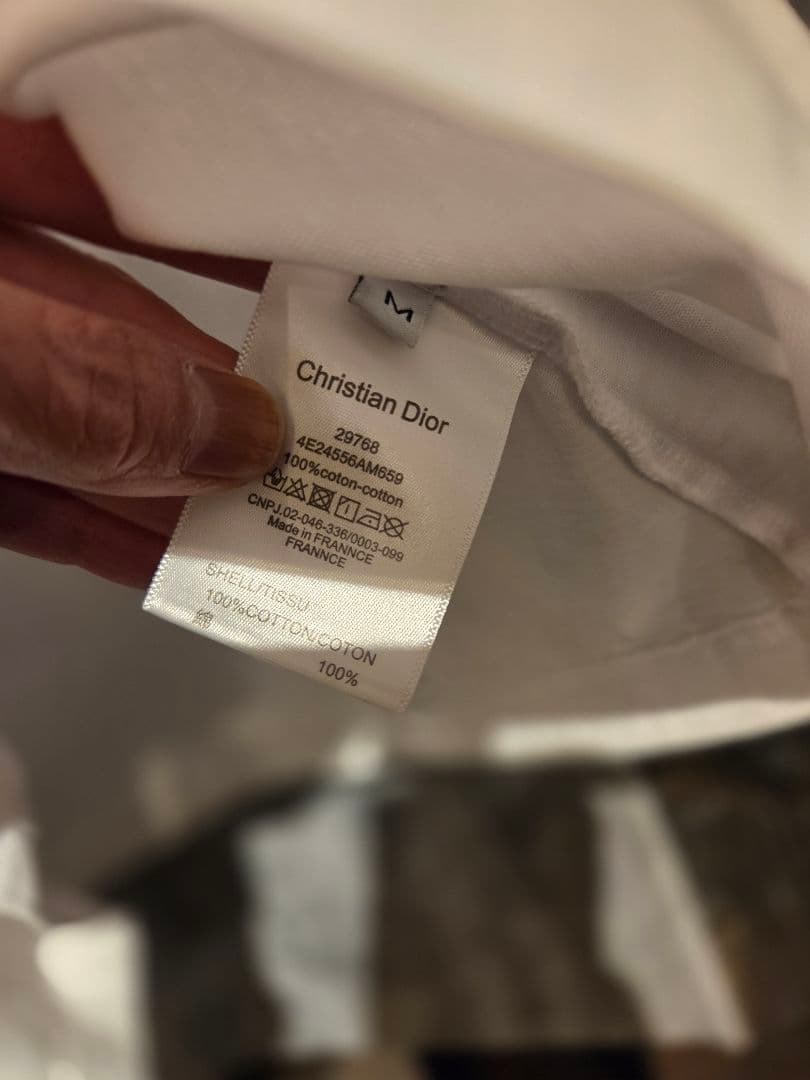 M
Christian Dior
29768
4E24556AM659
100%coton-cotton
CNPJ.02-046-336/0003-099
Made in FRANNCE
FRANNCE
SHELL/TISSU
100%COTTON/COTON
100%